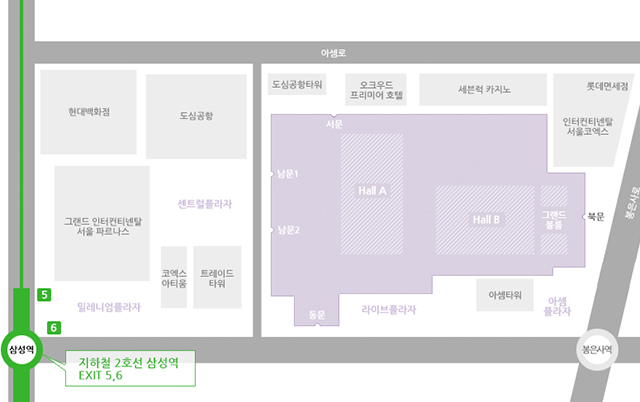 아셈로
현대백화점
도심공항
도심공항타워
오크우드
프리미어 호텔
세븐럭 카지노
롯데면세점
인터컨티넨탈
서울코엑스
서문
남문1
Hall A
Hall B
그랜드
볼룸
북문
봉은사로
센트럴플라자
그랜드 인터컨티넨탈
서울 파르나스
남문2
코엑스
아티움
트레이드
타워
밀레니엄플라자
동문
라이브플라자
아셈타워
아셈
플라자
5
6
삼성역
지하철 2호선 삼성역
EXIT 5,6
봉은사역